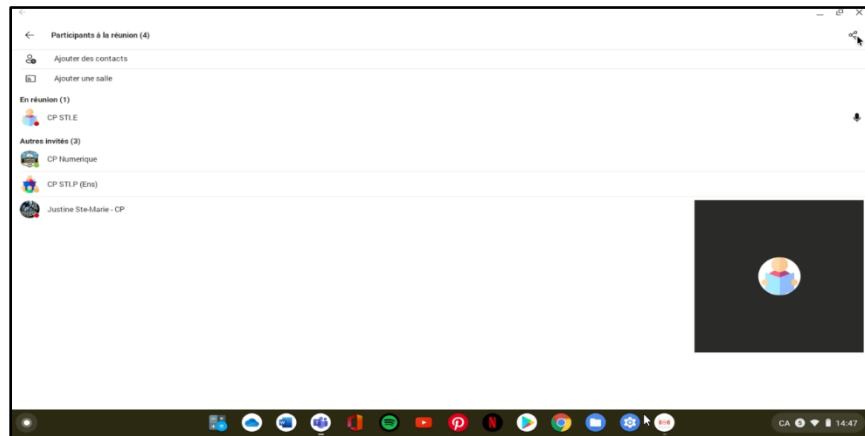 Participants à la réunion (4)
Ajouter des contacts
Ajouter une salle
En réunion (1)
CP STI.E
Autres invités (3)
CP Numerique
CP STI.P (Ens)
Justine Ste-Marie - CP
CA 5 14:47